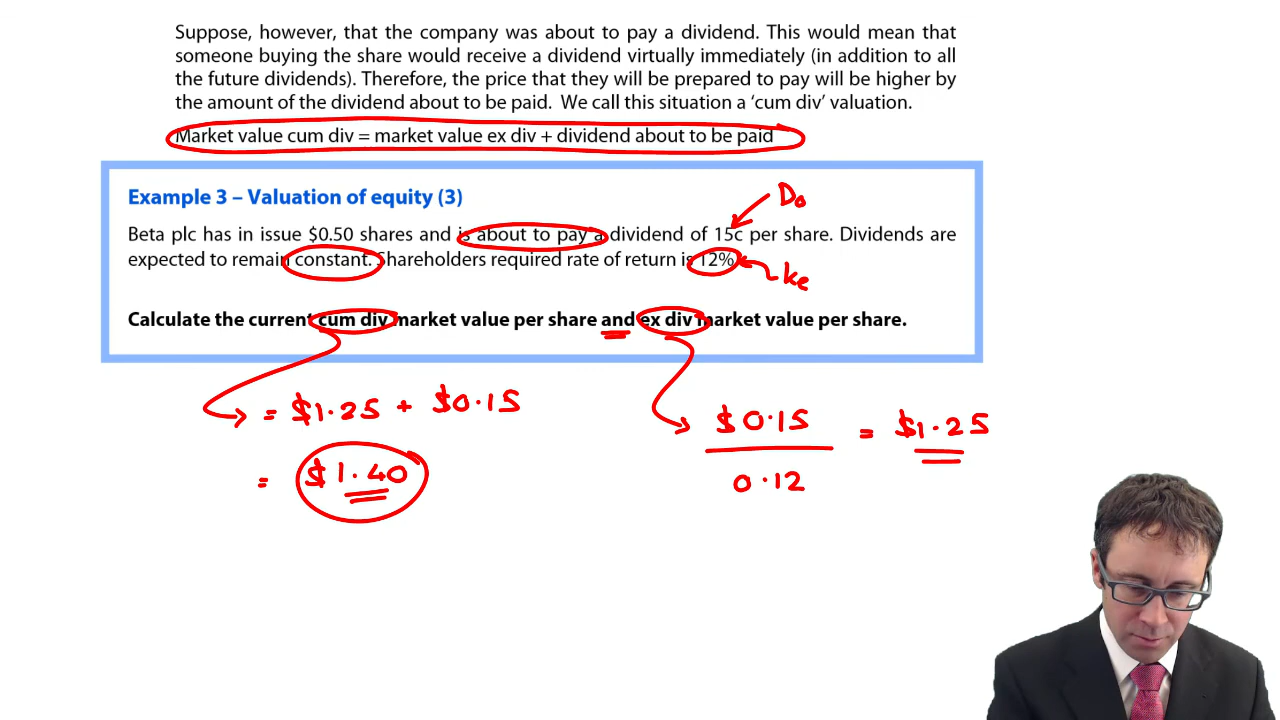 Suppose, however, that the company was about to pay a dividend. This would mean that
someone buying the share would receive a dividend virtually immediately (in addition to all
the future dividends). Therefore, the price that they will be prepared to pay will be higher by
the amount of the dividend about to be paid. We call this situation a ‘cum div’ valuation.
Market value cum div = market value ex div + dividend about to be paid
Example 3 – Valuation of equity (3)
D0
Beta plc has in issue $0.50 shares and is about to pay a dividend of 15c per share. Dividends are
expected to remain constant. Shareholders required rate of return is 12%.
ke
Calculate the current cum div market value per share and ex div market value per share.
= $1.25 + $0.15
= $1.40
$0.15
0.12
= $1.25